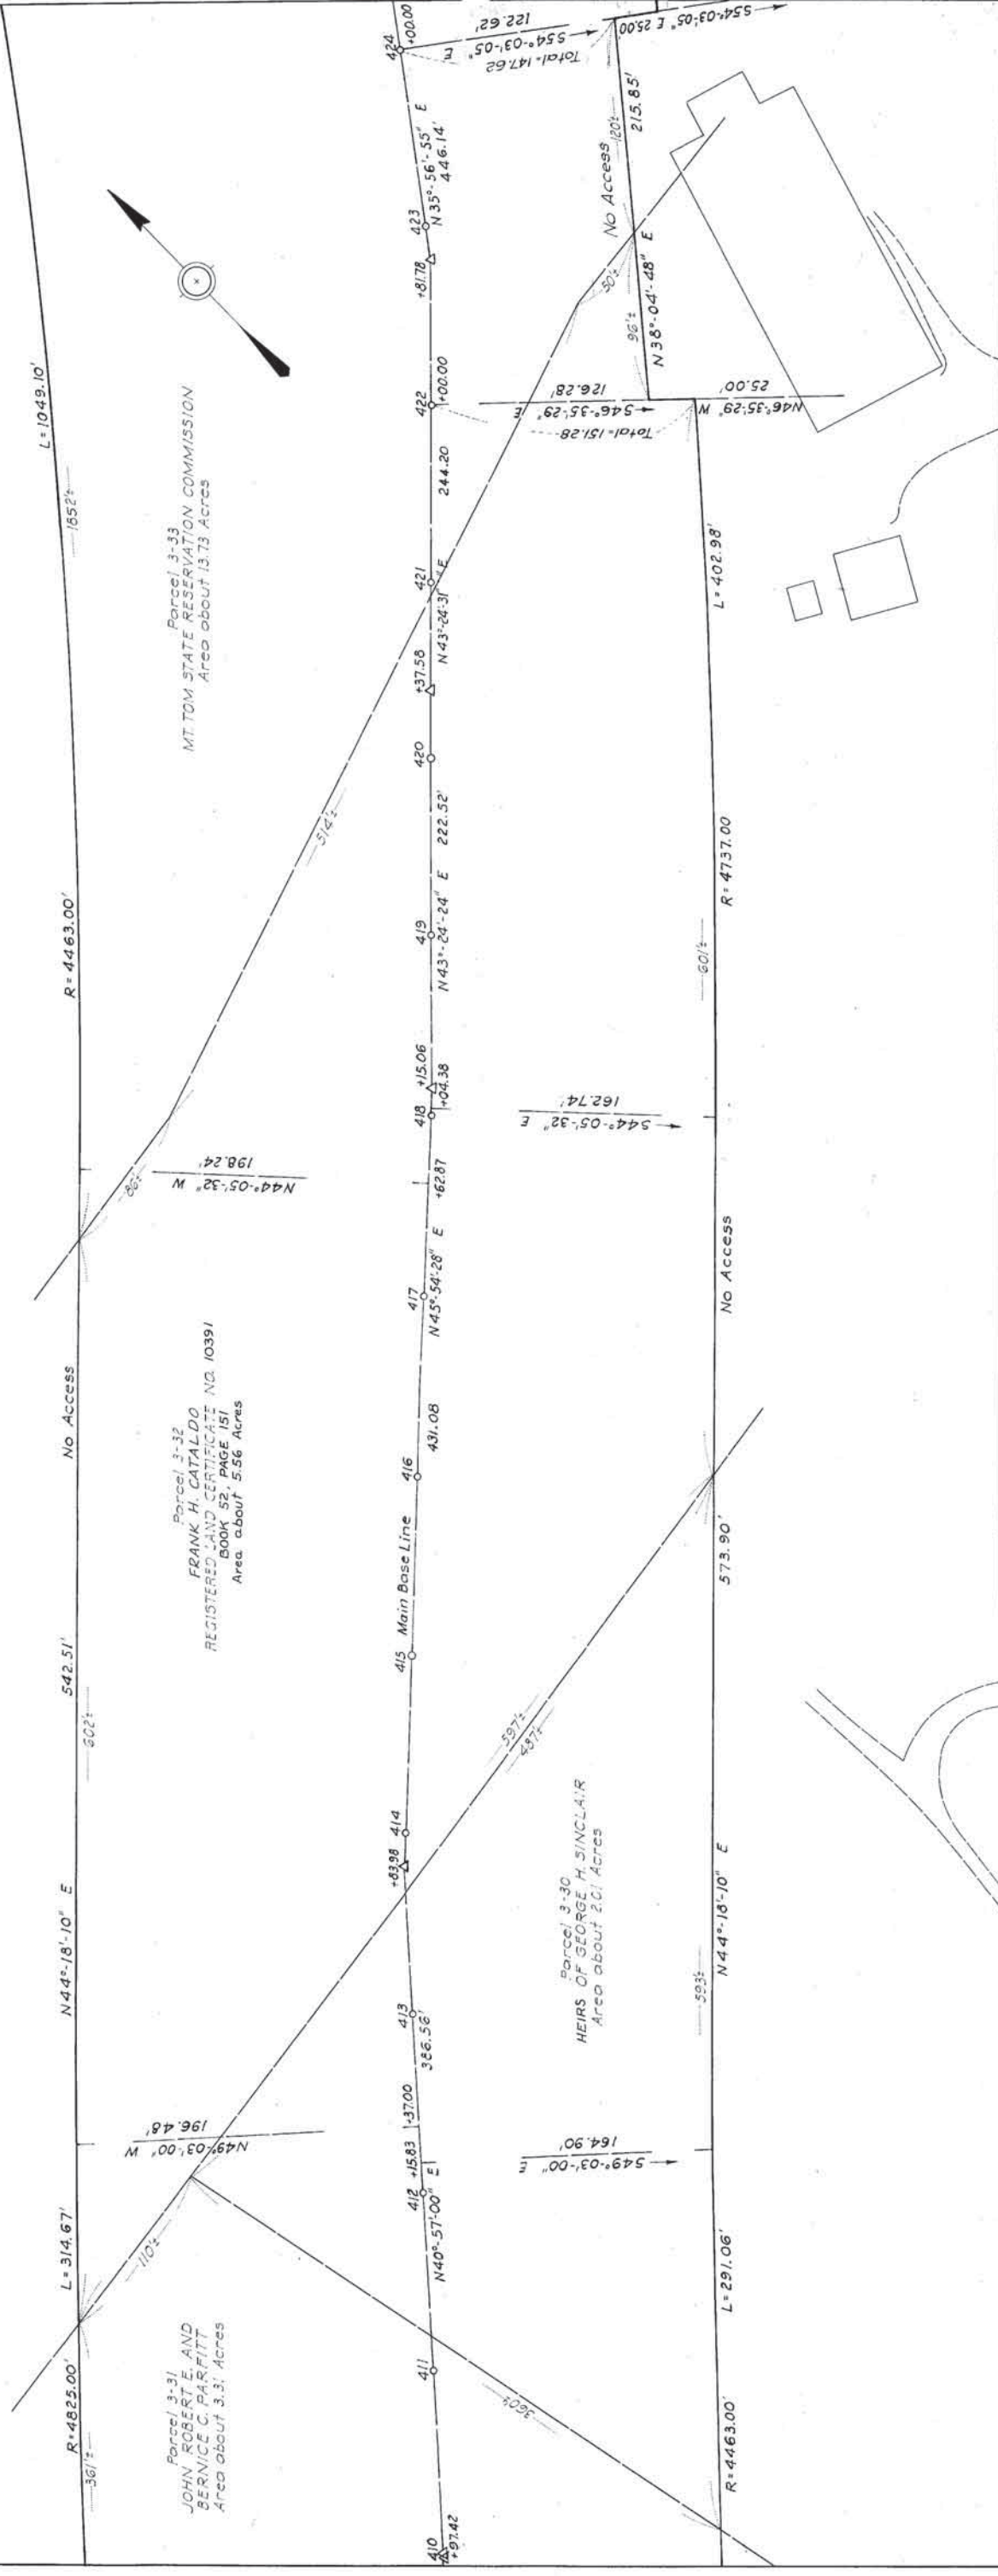 Parcel 3-31
JOHN ROBERT E. AND
BERNICE C. PARFITT
Area about 3.31 Acres
R=4825.00'
361'±
L=314.67'
110'±
N49°-03'-00" W
196.48'
N44°-18'-10" E
542.51'
602'±
No Access
Parcel 3-32
FRANK H. CATALDO
REGISTERED LAND CERTIFICATE NO. 10391
BOOK 52, PAGE 151
Area about 5.56 Acres
86'±
N44°-05'-32" W
198.24'
R=4463.00'
1852'±
L=1049.10'
514'±
Parcel 3-33
MT. TOM STATE RESERVATION COMMISSION
Area about 13.73 Acres
410
+97.42
411
N40°-57'-00" E
412
+15.83
+37.00
413
386.56'
+83.98
414
415
Main Base Line
416
431.08
417
N45°-54'-28" E
+62.87
418
+15.06
+04.38
419
N43°-24'-24" E
222.52'
420
+37.58
421
N43°-24'-31" E
244.20
422
+00.00
+81.78
423
N35°-56'-55" E
446.14'
424
+00.00
S54°-03'-05" E
122.62'
Total=147.62
S54°-03'-05" E 25.00'
360'±
R=4463.00'
L=291.06'
S49°-03'-00" E
164.90'
Parcel 3-30
HEIRS OF GEORGE H. SINCLAIR
Area about 2.01 Acres
593'±
N44°-18'-10" E
597'±
487'±
573.90'
No Access
S44°-05'-32" E
162.74'
601'±
R=4737.00
L=402.98'
Total=151.28
S46°-35'-29" E
126.28'
N46°-35'-29" W
25.00'
96'±
N38°-04'-48" E
50'±
No Access
120'±
215.85'